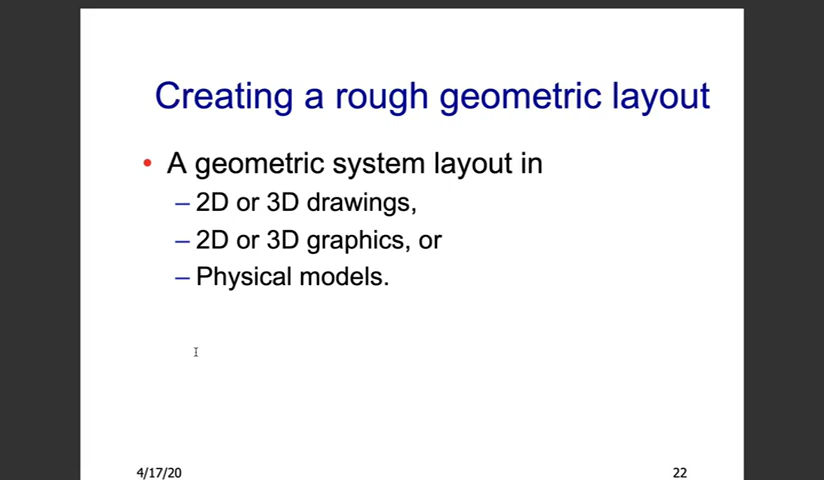 Creating a rough geometric layout
• A geometric system layout in
– 2D or 3D drawings,
– 2D or 3D graphics, or
– Physical models.
4/17/20
22